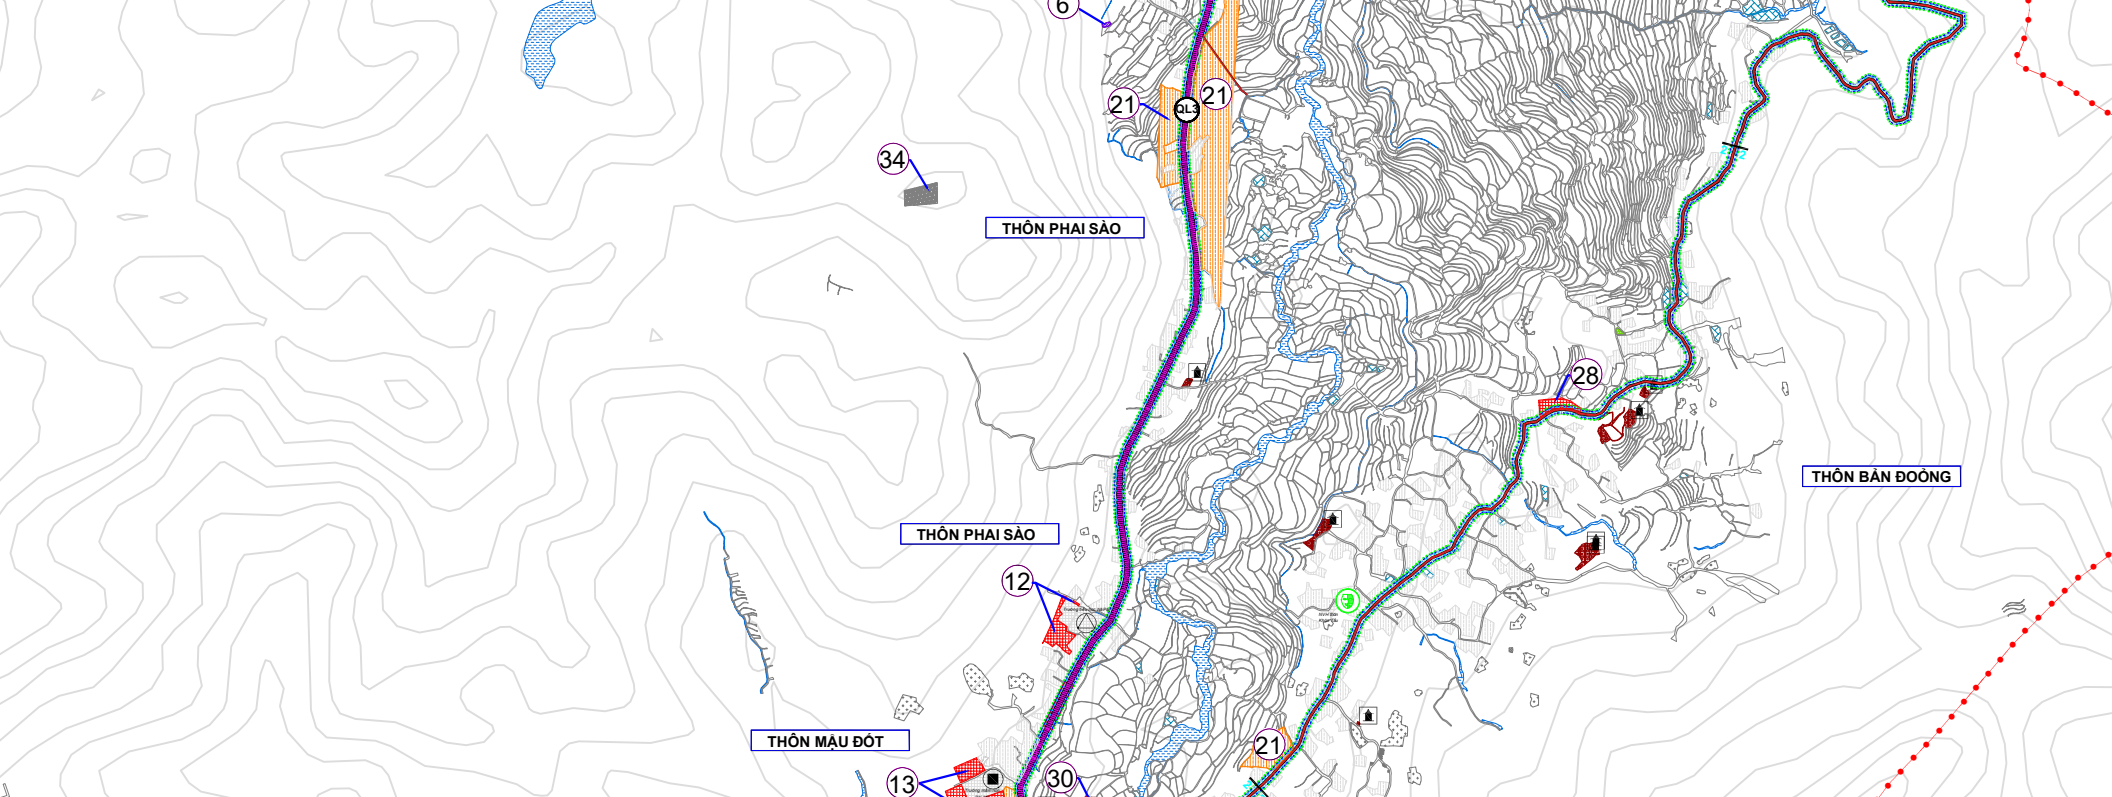 6
21
QL3
21
34
THÔN PHAI SÀO
28
THÔN BẢN ĐOỎNG
THÔN PHAI SÀO
12
THÔN MẬU ĐÓT
21
13
30